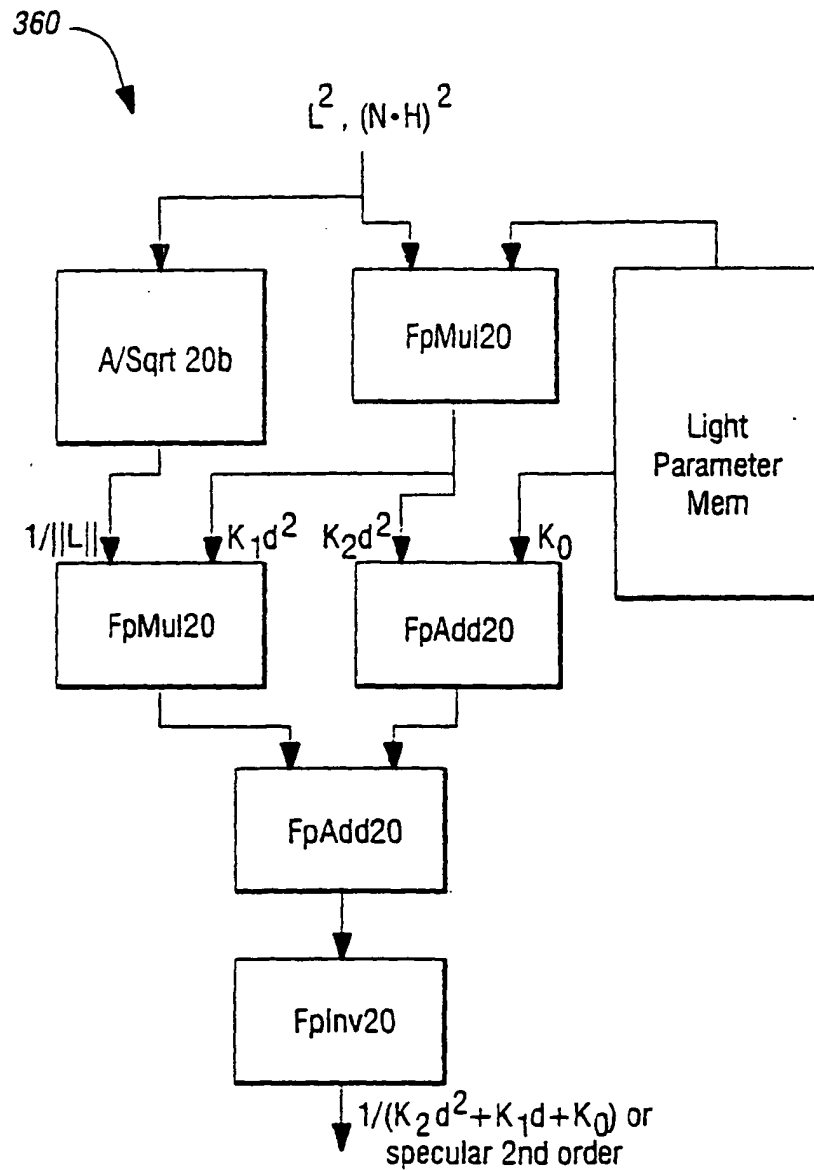 360
L², (N•H)²
A/Sqrt 20b
FpMul20
Light
Parameter
Mem
1/||L||
K₁d²
K₂d²
K₀
FpMul20
FpAdd20
FpAdd20
FpInv20
1/(K₂d²+K₁d+K₀) or
specular 2nd order